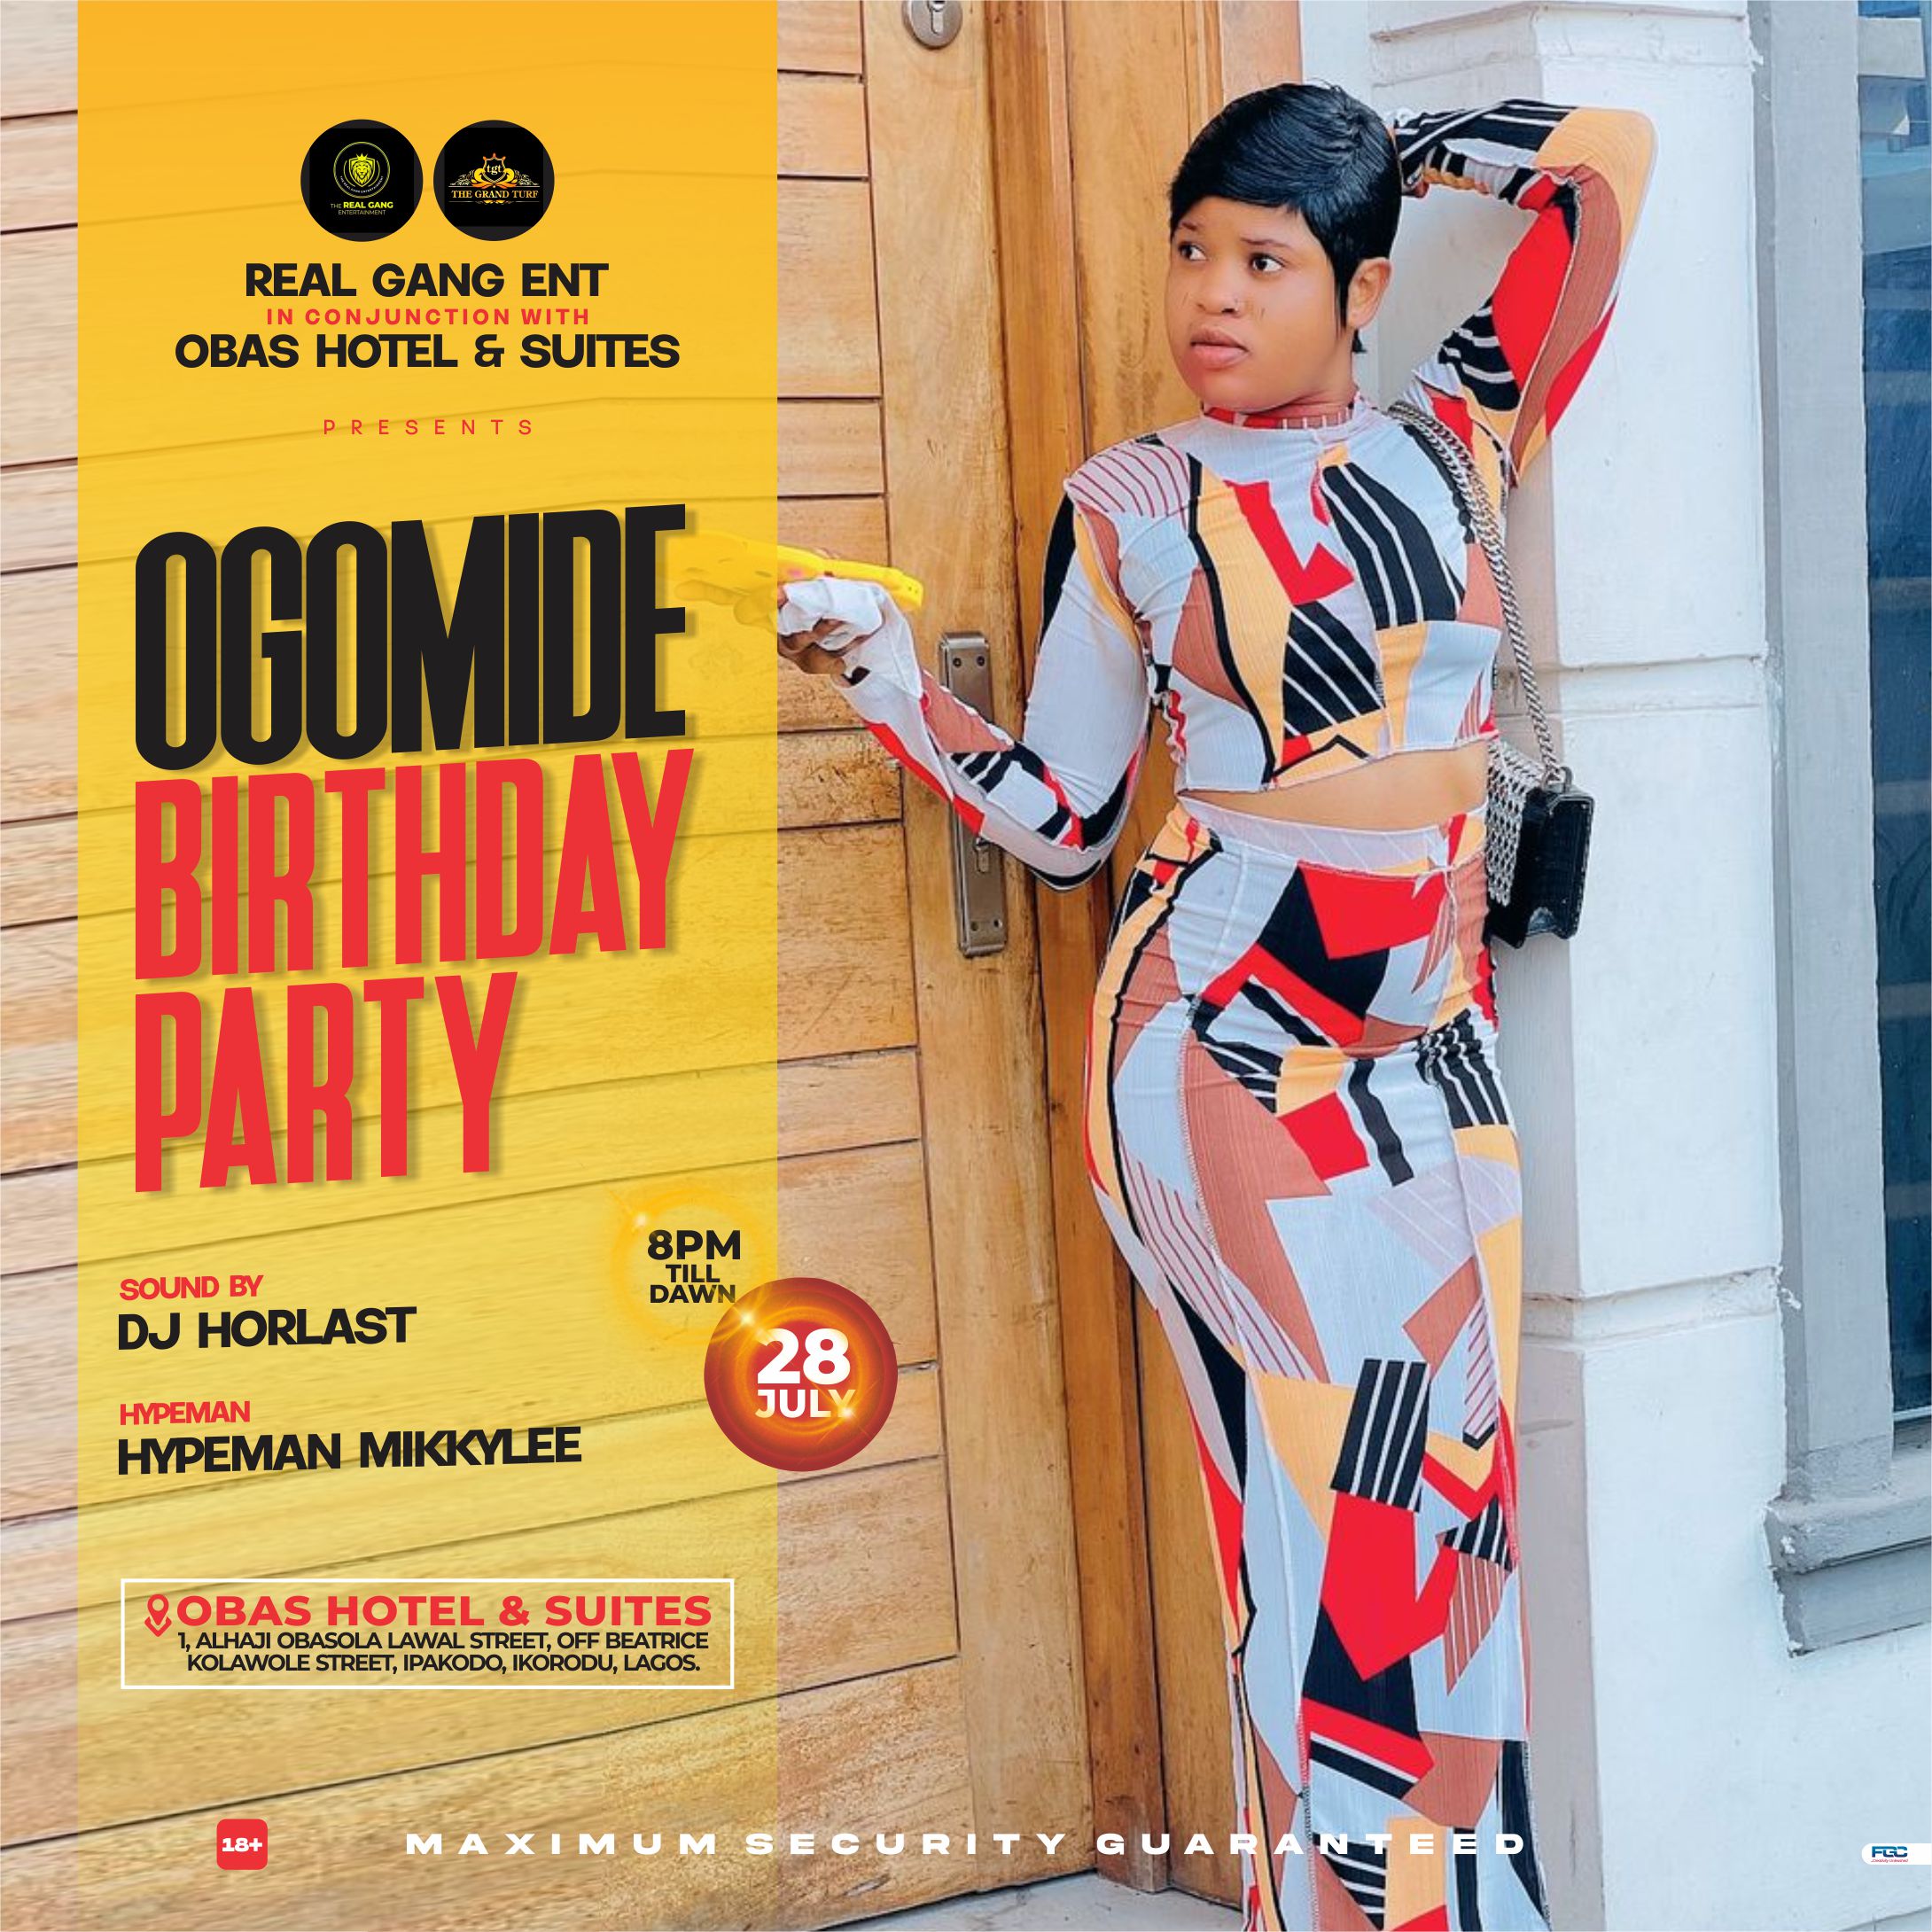 THE REAL GANG
ENTERTAINMENT
tgt
THE GRAND TURF
REAL GANG ENT
IN CONJUNCTION WITH
OBAS HOTEL & SUITES
PRESENTS
OGOMIDE
BIRTHDAY
PARTY
8PM
TILL
DAWN
28
JULY
SOUND BY
DJ HORLAST
HYPEMAN
HYPEMAN MIKKYLEE
OBAS HOTEL & SUITES
1, ALHAJI OBASOLA LAWAL STREET, OFF BEATRICE
KOLAWOLE STREET, IPAKODO, IKORODU, LAGOS.
18+
MAXIMUM SECURITY GUARANTEED
FGC